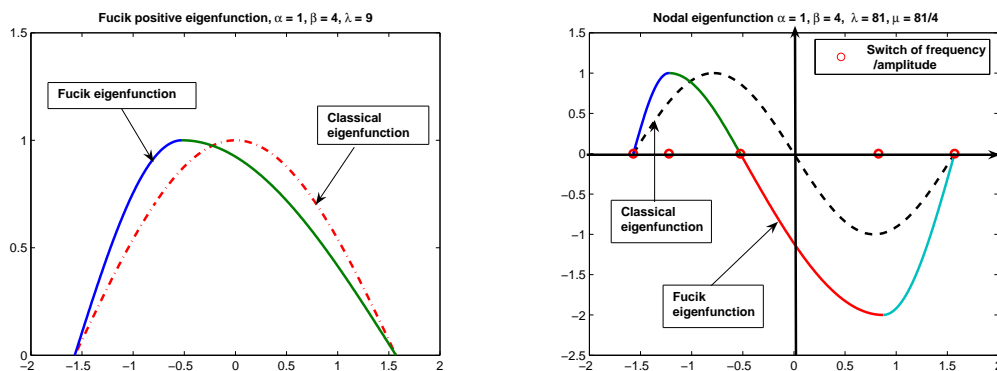 Fucik positive eigenfunction, α = 1, β = 4, λ = 9
1.5
1
0.5
0
−2
−1.5
−1
−0.5
0
0.5
1
1.5
2
Fucik eigenfunction
Classical
eigenfunction
Nodal eigenfunction α = 1, β = 4,  λ = 81, μ = 81/4
1.5
1
0.5
0
−0.5
−1
−1.5
−2
−2.5
−2
−1.5
−1
−0.5
0
0.5
1
1.5
2
Switch of frequency
/amplitude
Classical
eigenfunction
Fucik
eigenfunction